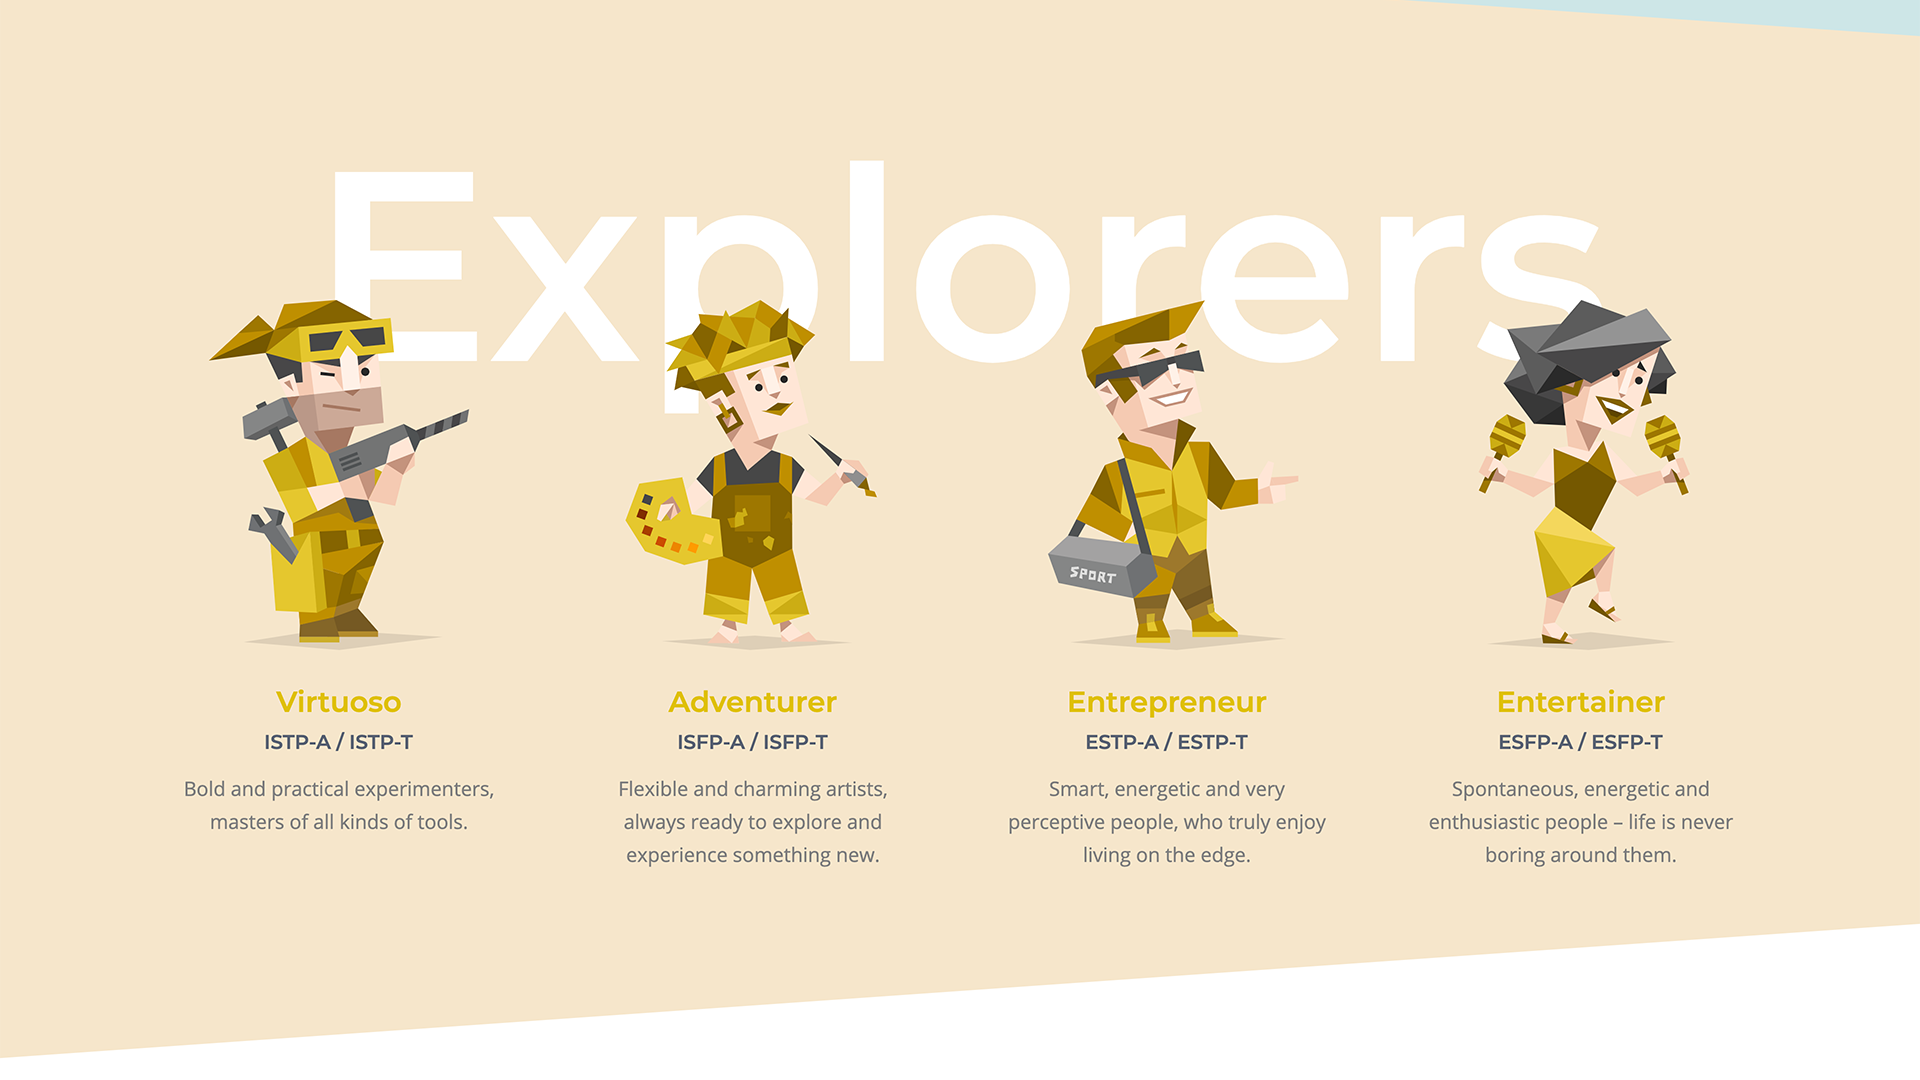 Explorers
SPORT
Virtuoso
ISTP-A / ISTP-T
Bold and practical experimenters,
masters of all kinds of tools.
Adventurer
ISFP-A / ISFP-T
Flexible and charming artists,
always ready to explore and
experience something new.
Entrepreneur
ESTP-A / ESTP-T
Smart, energetic and very
perceptive people, who truly enjoy
living on the edge.
Entertainer
ESFP-A / ESFP-T
Spontaneous, energetic and
enthusiastic people – life is never
boring around them.